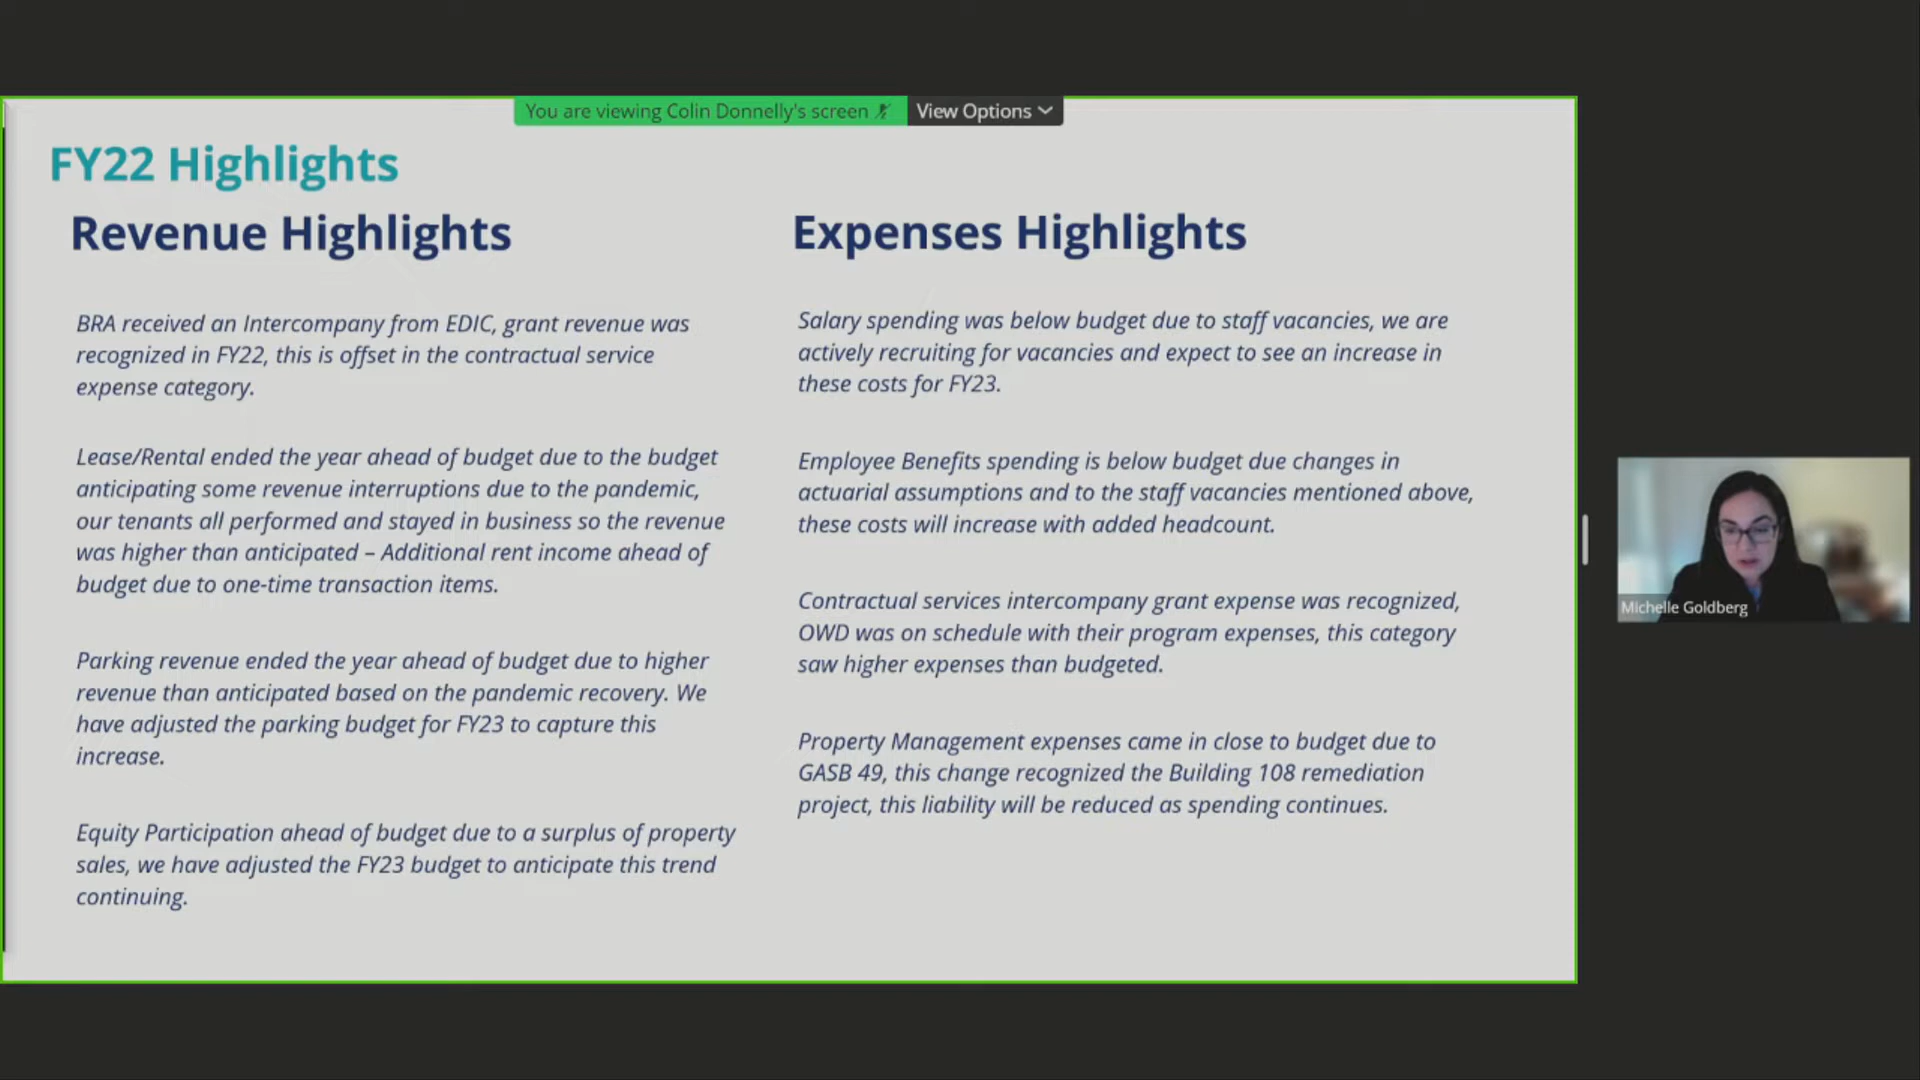 You are viewing Colin Donnelly's screen
View Options
FY22 Highlights
Revenue Highlights
BRA received an Intercompany from EDIC, grant revenue was
recognized in FY22, this is offset in the contractual service
expense category.
Lease/Rental ended the year ahead of budget due to the budget
anticipating some revenue interruptions due to the pandemic,
our tenants all performed and stayed in business so the revenue
was higher than anticipated – Additional rent income ahead of
budget due to one-time transaction items.
Parking revenue ended the year ahead of budget due to higher
revenue than anticipated based on the pandemic recovery. We
have adjusted the parking budget for FY23 to capture this
increase.
Equity Participation ahead of budget due to a surplus of property
sales, we have adjusted the FY23 budget to anticipate this trend
continuing.
Expenses Highlights
Salary spending was below budget due to staff vacancies, we are
actively recruiting for vacancies and expect to see an increase in
these costs for FY23.
Employee Benefits spending is below budget due changes in
actuarial assumptions and to the staff vacancies mentioned above,
these costs will increase with added headcount.
Contractual services intercompany grant expense was recognized,
OWD was on schedule with their program expenses, this category
saw higher expenses than budgeted.
Property Management expenses came in close to budget due to
GASB 49, this change recognized the Building 108 remediation
project, this liability will be reduced as spending continues.
Michelle Goldberg